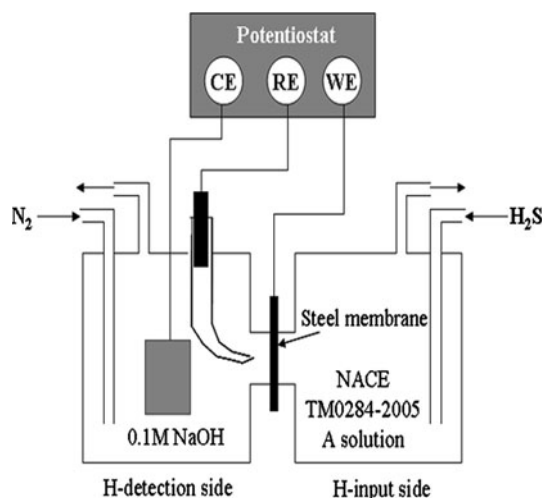 Potentiostat
CE RE WE
N₂
H₂S
Steel membrane
NACE
TM0284-2005
A solution
0.1M NaOH
H-detection side
H-input side